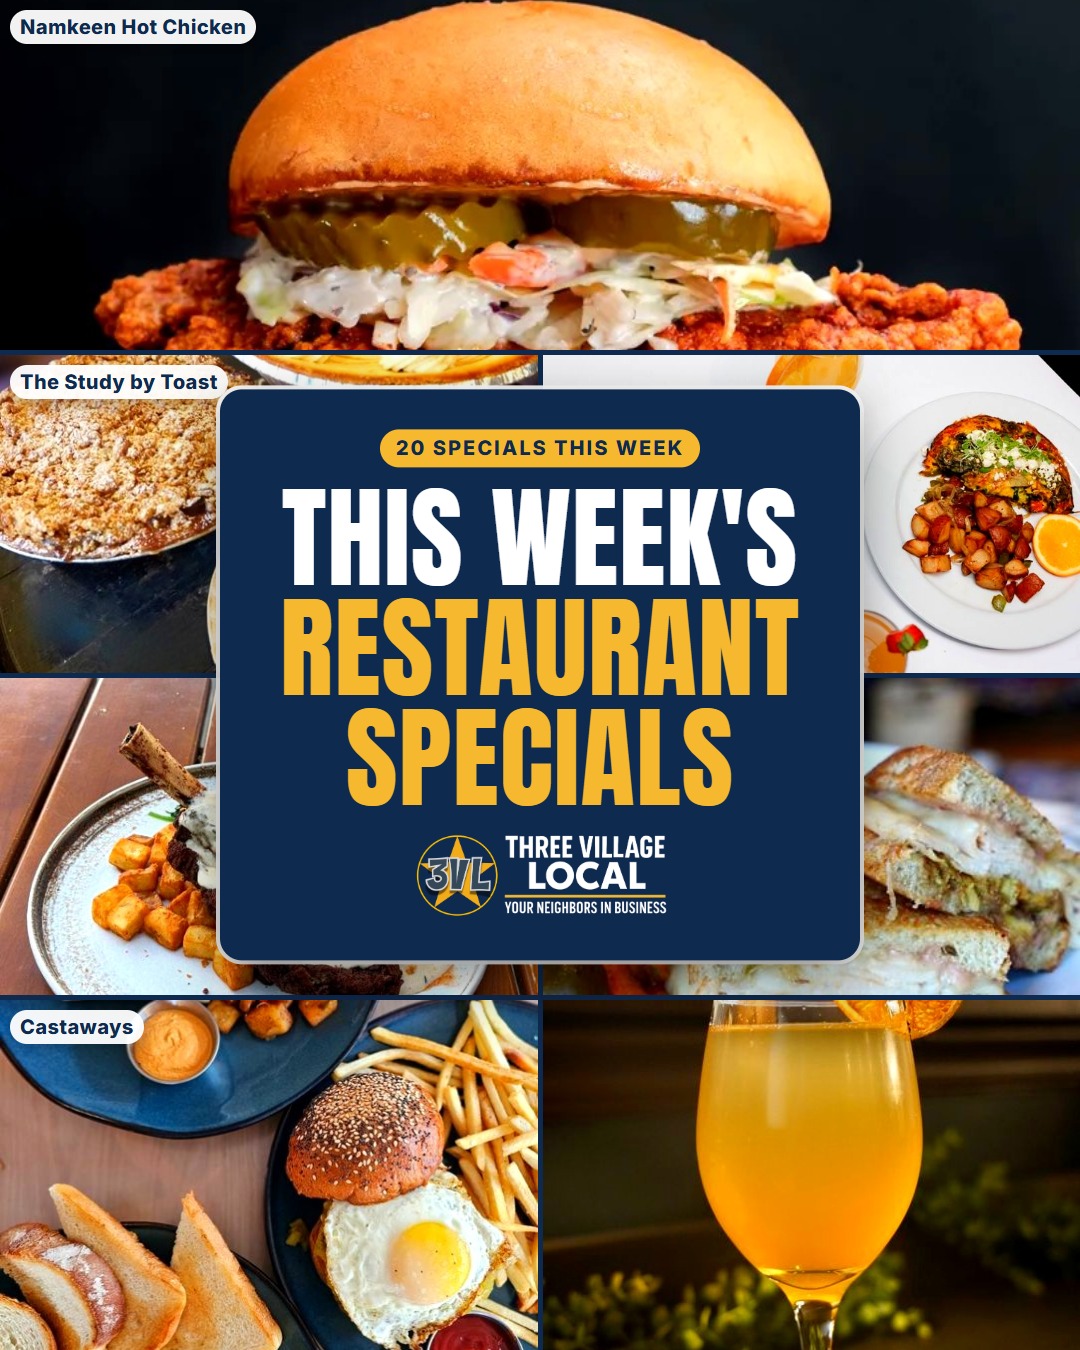 Namkeen Hot Chicken
The Study by Toast
20 SPECIALS THIS WEEK
THIS WEEK'S
RESTAURANT
SPECIALS
3VL
THREE VILLAGE
LOCAL
YOUR NEIGHBORS IN BUSINESS
Castaways